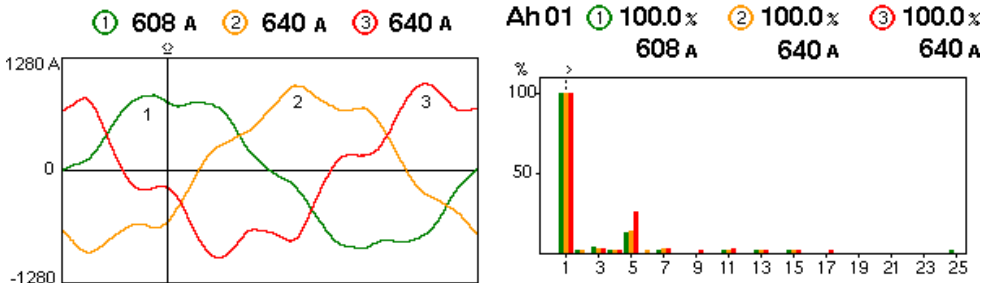 1 608 A 2 640 A 3 640 A
1280 A
0
-1280
1 2 3
Ah 01 1 100.0 % 2 100.0 % 3 100.0 %
608 A 640 A 640 A
%
100
50
1 3 5 7 9 11 13 15 17 19 21 23 25